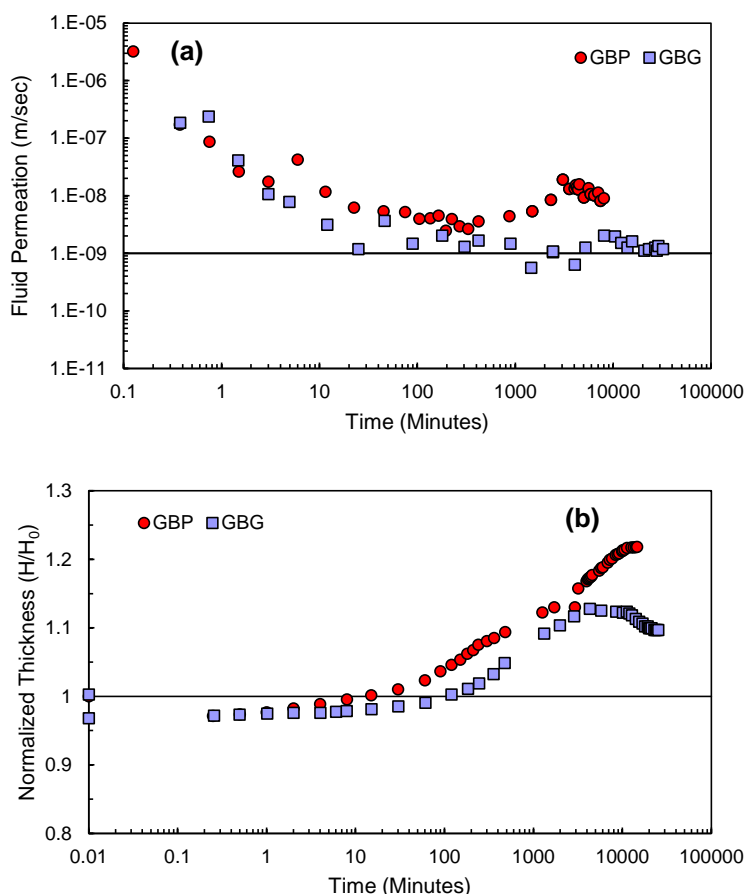 1.E-05
(a)
GBP
GBG
1.E-06
1.E-07
1.E-08
1.E-09
1.E-10
1.E-11
Fluid Permeation (m/sec)
0.1 1 10 100 1000 10000 100000
Time (Minutes)
1.3
GBP
GBG
(b)
1.2
1.1
1
0.9
0.8
Normalized Thickness (H/H₀)
0.01 0.1 1 10 100 1000 10000 100000
Time (Minutes)